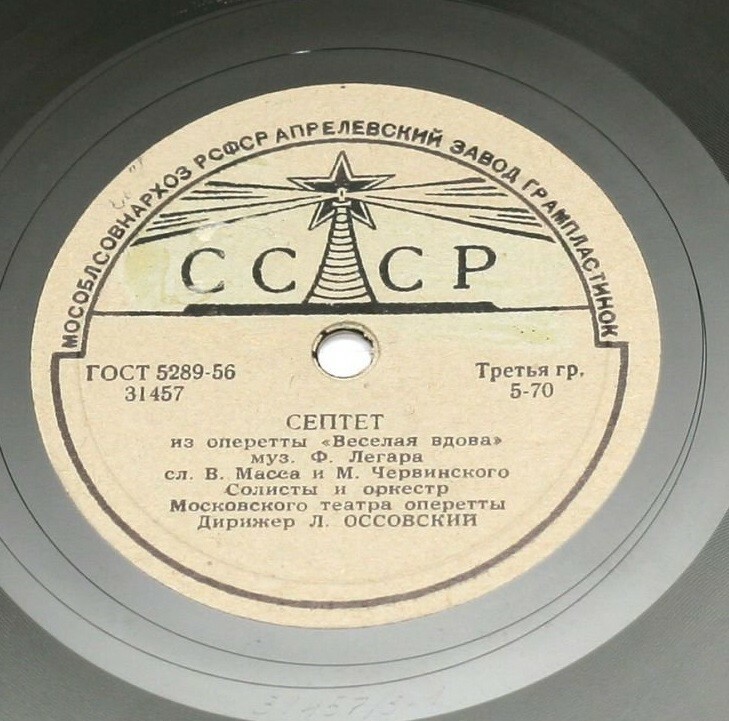 МОСОБЛСОВНАРХОЗ РСФСР АПРЕЛЕВСКИЙ ЗАВОД ГРАМПЛАСТИНОК
СССР
ГОСТ 5289-56
31457
Третья гр.
5-70
СЕПТЕТ
из оперетты «Веселая вдова»
муз. Ф. Легара
сл. В. Масса и М. Червинского
Солисты и оркестр
Московского театра оперетты
Дирижер Л. ОССОВСКИЙ